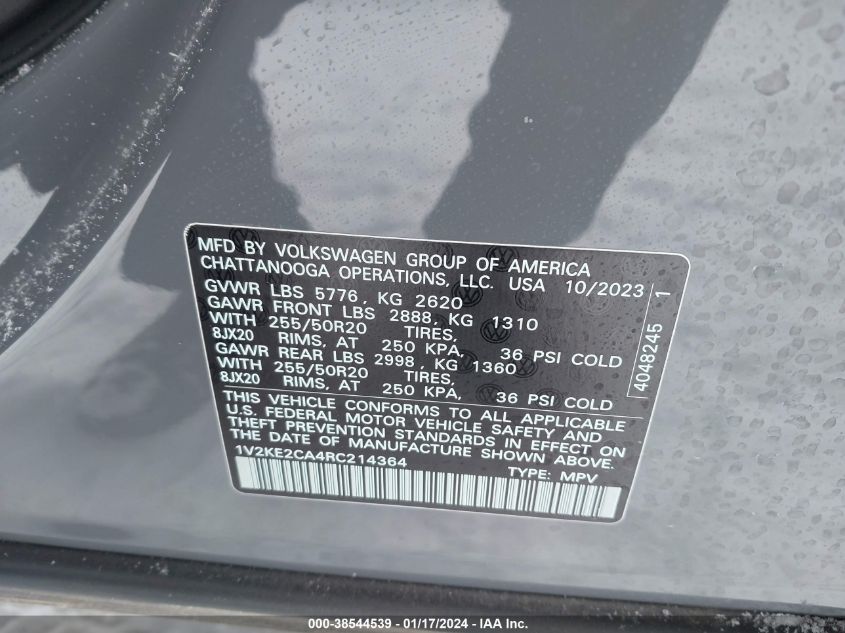 MFD BY VOLKSWAGEN GROUP OF AMERICA
CHATTANOOGA OPERATIONS, LLC. USA 10/2023
GVWR LBS 5776, KG 2620
GAWR FRONT LBS 2888, KG 1310
WITH 255/50R20 TIRES,
8JX20 RIMS, AT 250 KPA, 36 PSI COLD
GAWR REAR LBS 2998, KG 1360
WITH 255/50R20 TIRES,
8JX20 RIMS, AT 250 KPA, 36 PSI COLD
THIS VEHICLE CONFORMS TO ALL APPLICABLE
U.S. FEDERAL MOTOR VEHICLE SAFETY AND
THEFT PREVENTION STANDARDS IN EFFECT ON
THE DATE OF MANUFACTURE SHOWN ABOVE.
1V2KE2CA4RC214364 TYPE: MPV
4048245 1
000-38544539 - 01/17/2024 - IAA Inc.